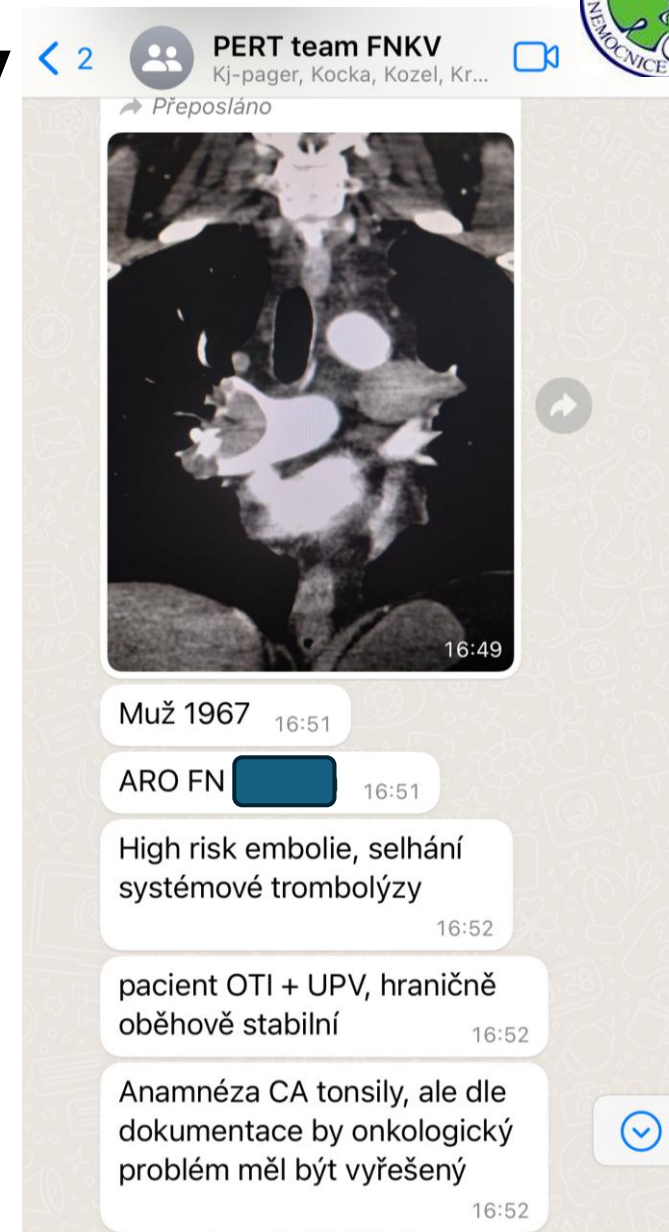 NEMOCNICE
2
PERT team FNKV
Kj-pager, Kocka, Kozel, Kr...
Přeposláno
16:49
Muž 1967 16:51
ARO FN 16:51
High risk embolie, selhání
systémové trombolýzy
16:52
pacient OTI + UPV, hraničně
oběhově stabilní 16:52
Anamnéza CA tonsily, ale dle
dokumentace by onkologický
problém měl být vyřešený
16:52